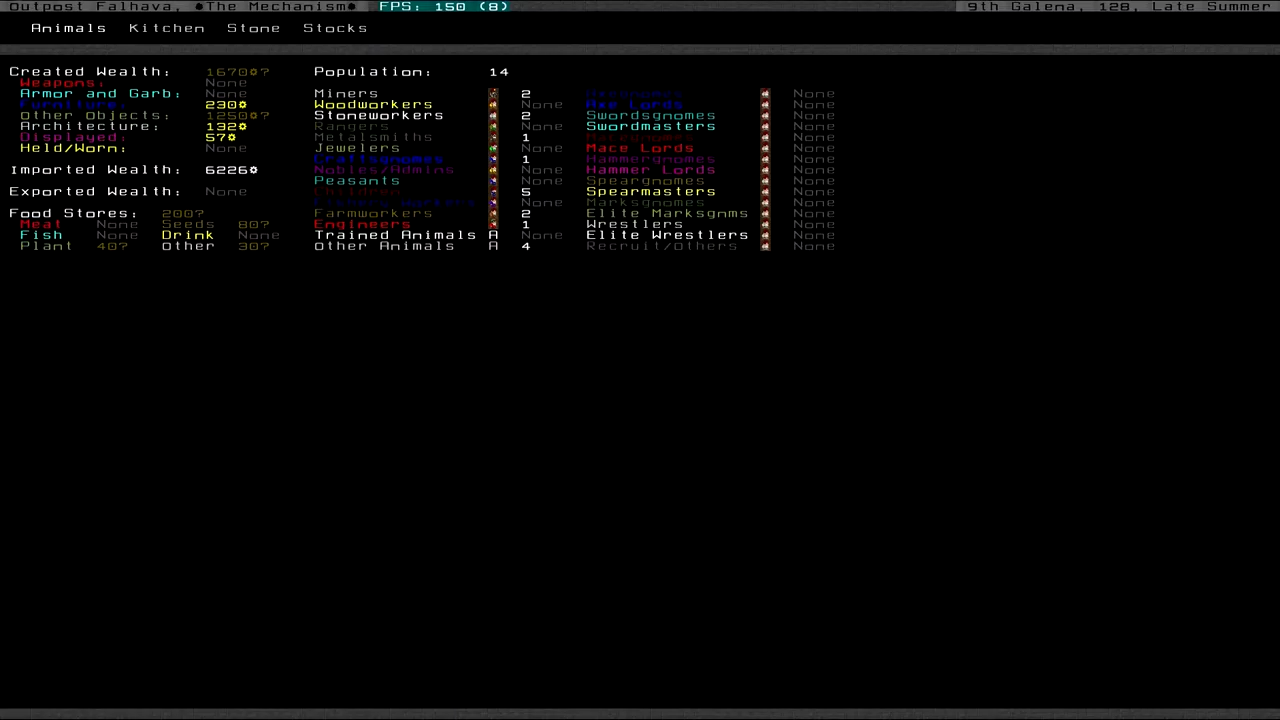 Outpost Falhava, •The Mechanism• FPS: 150 (8) 9th Galena, 128, Late Summer
Animals Kitchen Stone Stocks
Created Wealth: 1670☼? Population: 14
Weapons: None
Armor and Garb: None Miners 2 Axegnomes None
Furniture: 230☼ Woodworkers None Axe Lords None
Other Objects: 1250☼? Stoneworkers 2 Swordsgnomes None
Architecture: 132☼ Rangers None Swordmasters None
Displayed: 57☼ Metalsmiths 1 Macegnomes None
Held/Worn: None Jewelers None Mace Lords None
Craftsgnomes 1 Hammergnomes None
Imported Wealth: 6226☼ Nobles/Admins None Hammer Lords None
Peasants None Speargnomes None
Exported Wealth: None Children 5 Spearmasters None
Fishery workers None Marksgnomes None
Food Stores: 200? Farmworkers 2 Elite Marksgnms None
Meat None Seeds 80? Engineers 1 Wrestlers None
Fish None Drink None Trained Animals A None Elite Wrestlers None
Plant 40? Other 30? Other Animals A 4 Recruit/Others None